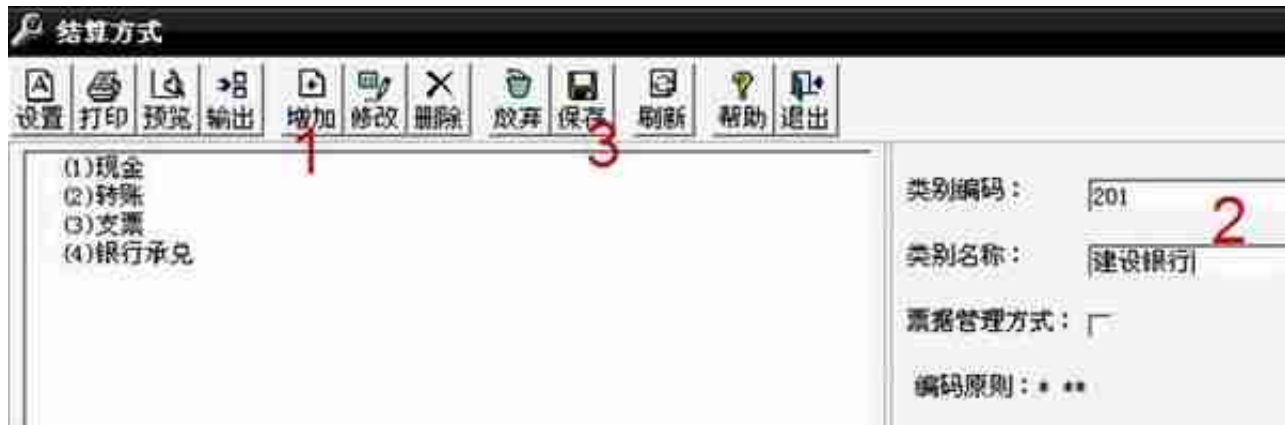 结算方式
设置 打印 预览 输出 增加 修改 删除 放弃 保存 刷新 帮助 退出
1 3
(1)现金
(2)转账
(3)支票
(4)银行承兑
类别编码： 201
2
类别名称： 建设银行
票据管理方式：
编码原则：* **